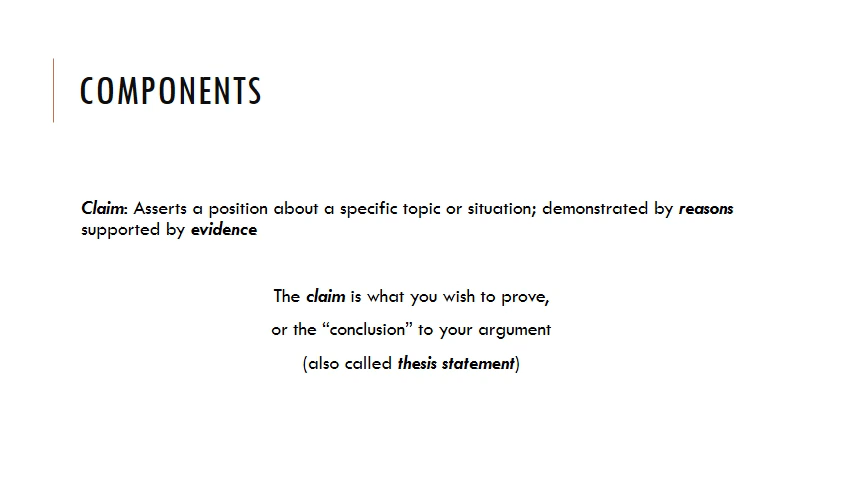 COMPONENTS
Claim: Asserts a position about a specific topic or situation; demonstrated by reasons
supported by evidence
The claim is what you wish to prove,
or the “conclusion” to your argument
(also called thesis statement)